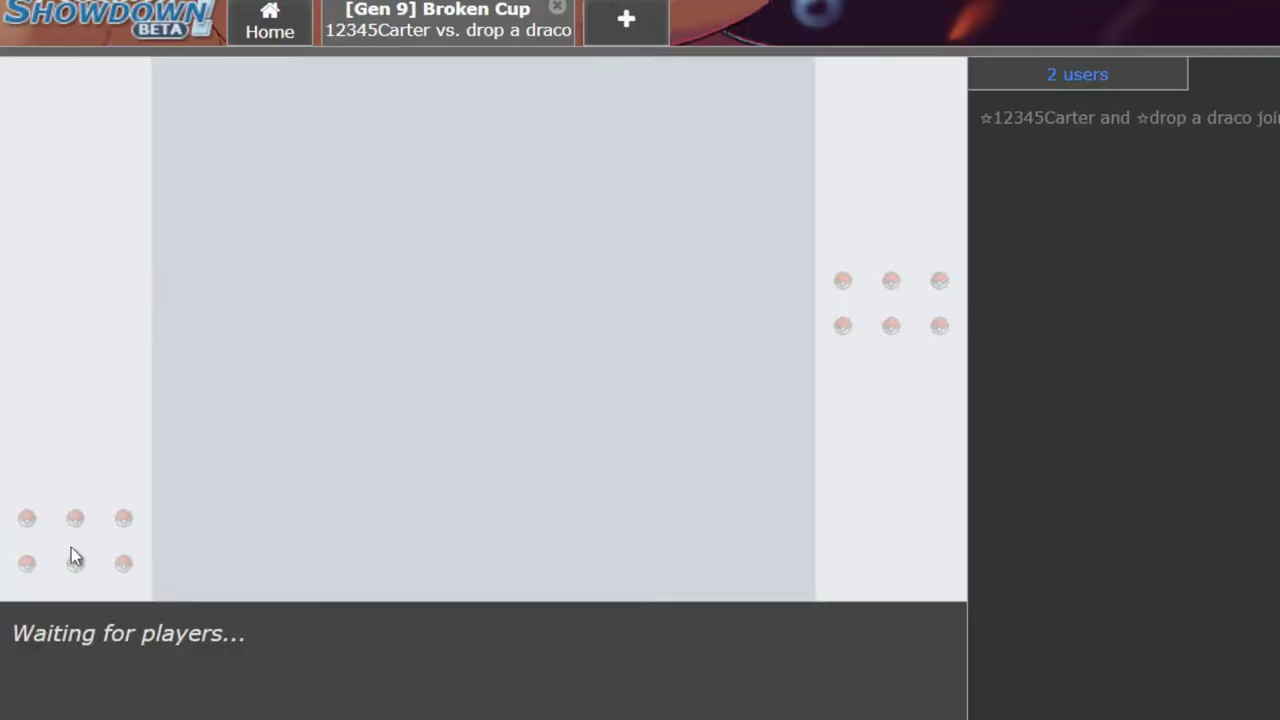 SHOWDOWN
BETA
Home
[Gen 9] Broken Cup
12345Carter vs. drop a draco
2 users
☆12345Carter and ☆drop a draco joi
Waiting for players...